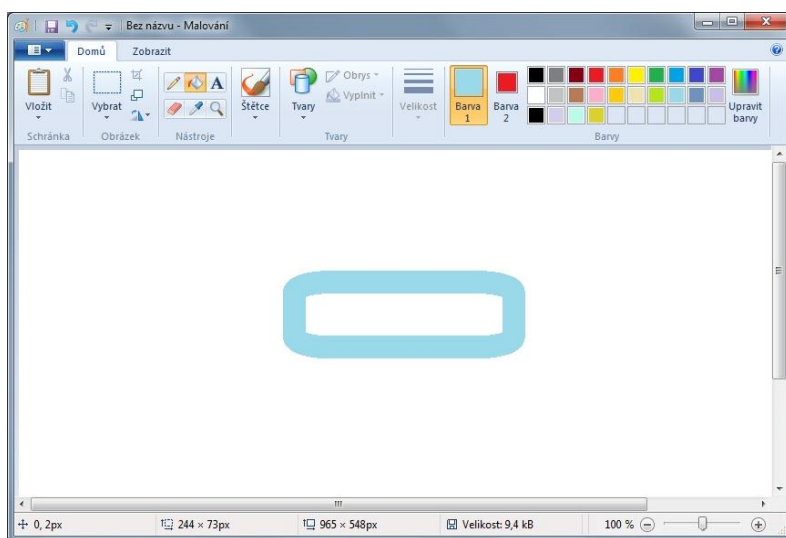 Bez názvu - Malování
Domů Zobrazit
Vložit Vybrat A Štětce Tvary Obrys Vyplnit Velikost Barva 1 Barva 2 Upravit barvy
Schránka Obrázek Nástroje Tvary Barvy
0, 2px 244 × 73px 965 × 548px Velikost: 9,4 kB 100 %